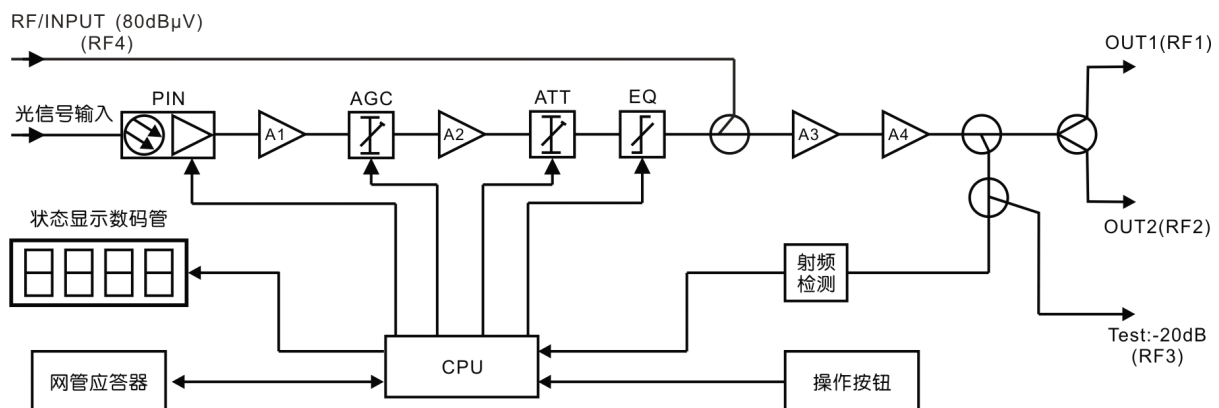 RF/INPUT (80dBμV)
(RF4)
OUT1(RF1)
光信号输入
PIN
A1
AGC
A2
ATT
EQ
A3
A4
OUT2(RF2)
状态显示数码管
射频
检测
Test:-20dB
(RF3)
网管应答器
CPU
操作按钮